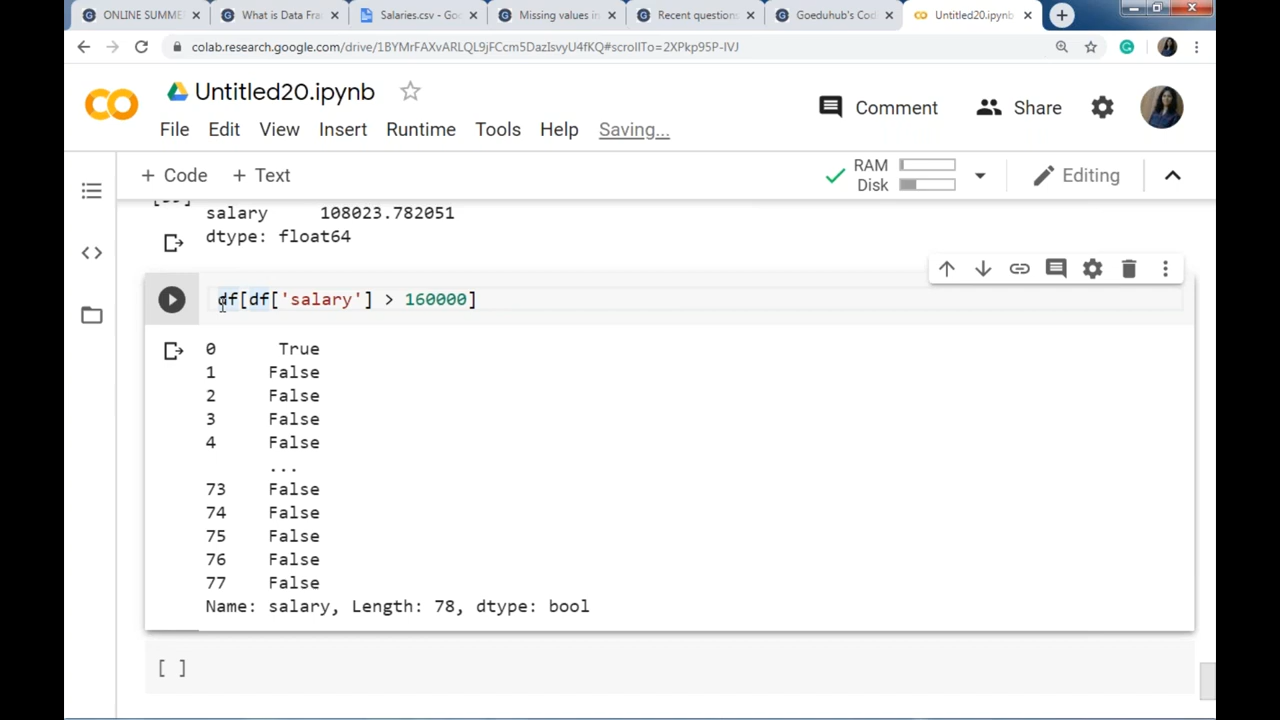 ONLINE SUMME
What is Data Fra
Salaries.csv - Go
Missing values in
Recent questions
Goeduhub's Cod
Untitled20.ipynb
colab.research.google.com/drive/1BYMrFAXvARLQL9jFCcm5DazIsvyU4fKQ#scrollTo=2XPkp95P-IVJ
Untitled20.ipynb
Comment
Share
File Edit View Insert Runtime Tools Help Saving...
+ Code + Text
RAM
Disk
Editing
salary 108023.782051
dtype: float64
df[df['salary'] > 160000]
0 True
1 False
2 False
3 False
4 False
...
73 False
74 False
75 False
76 False
77 False
Name: salary, Length: 78, dtype: bool
[ ]